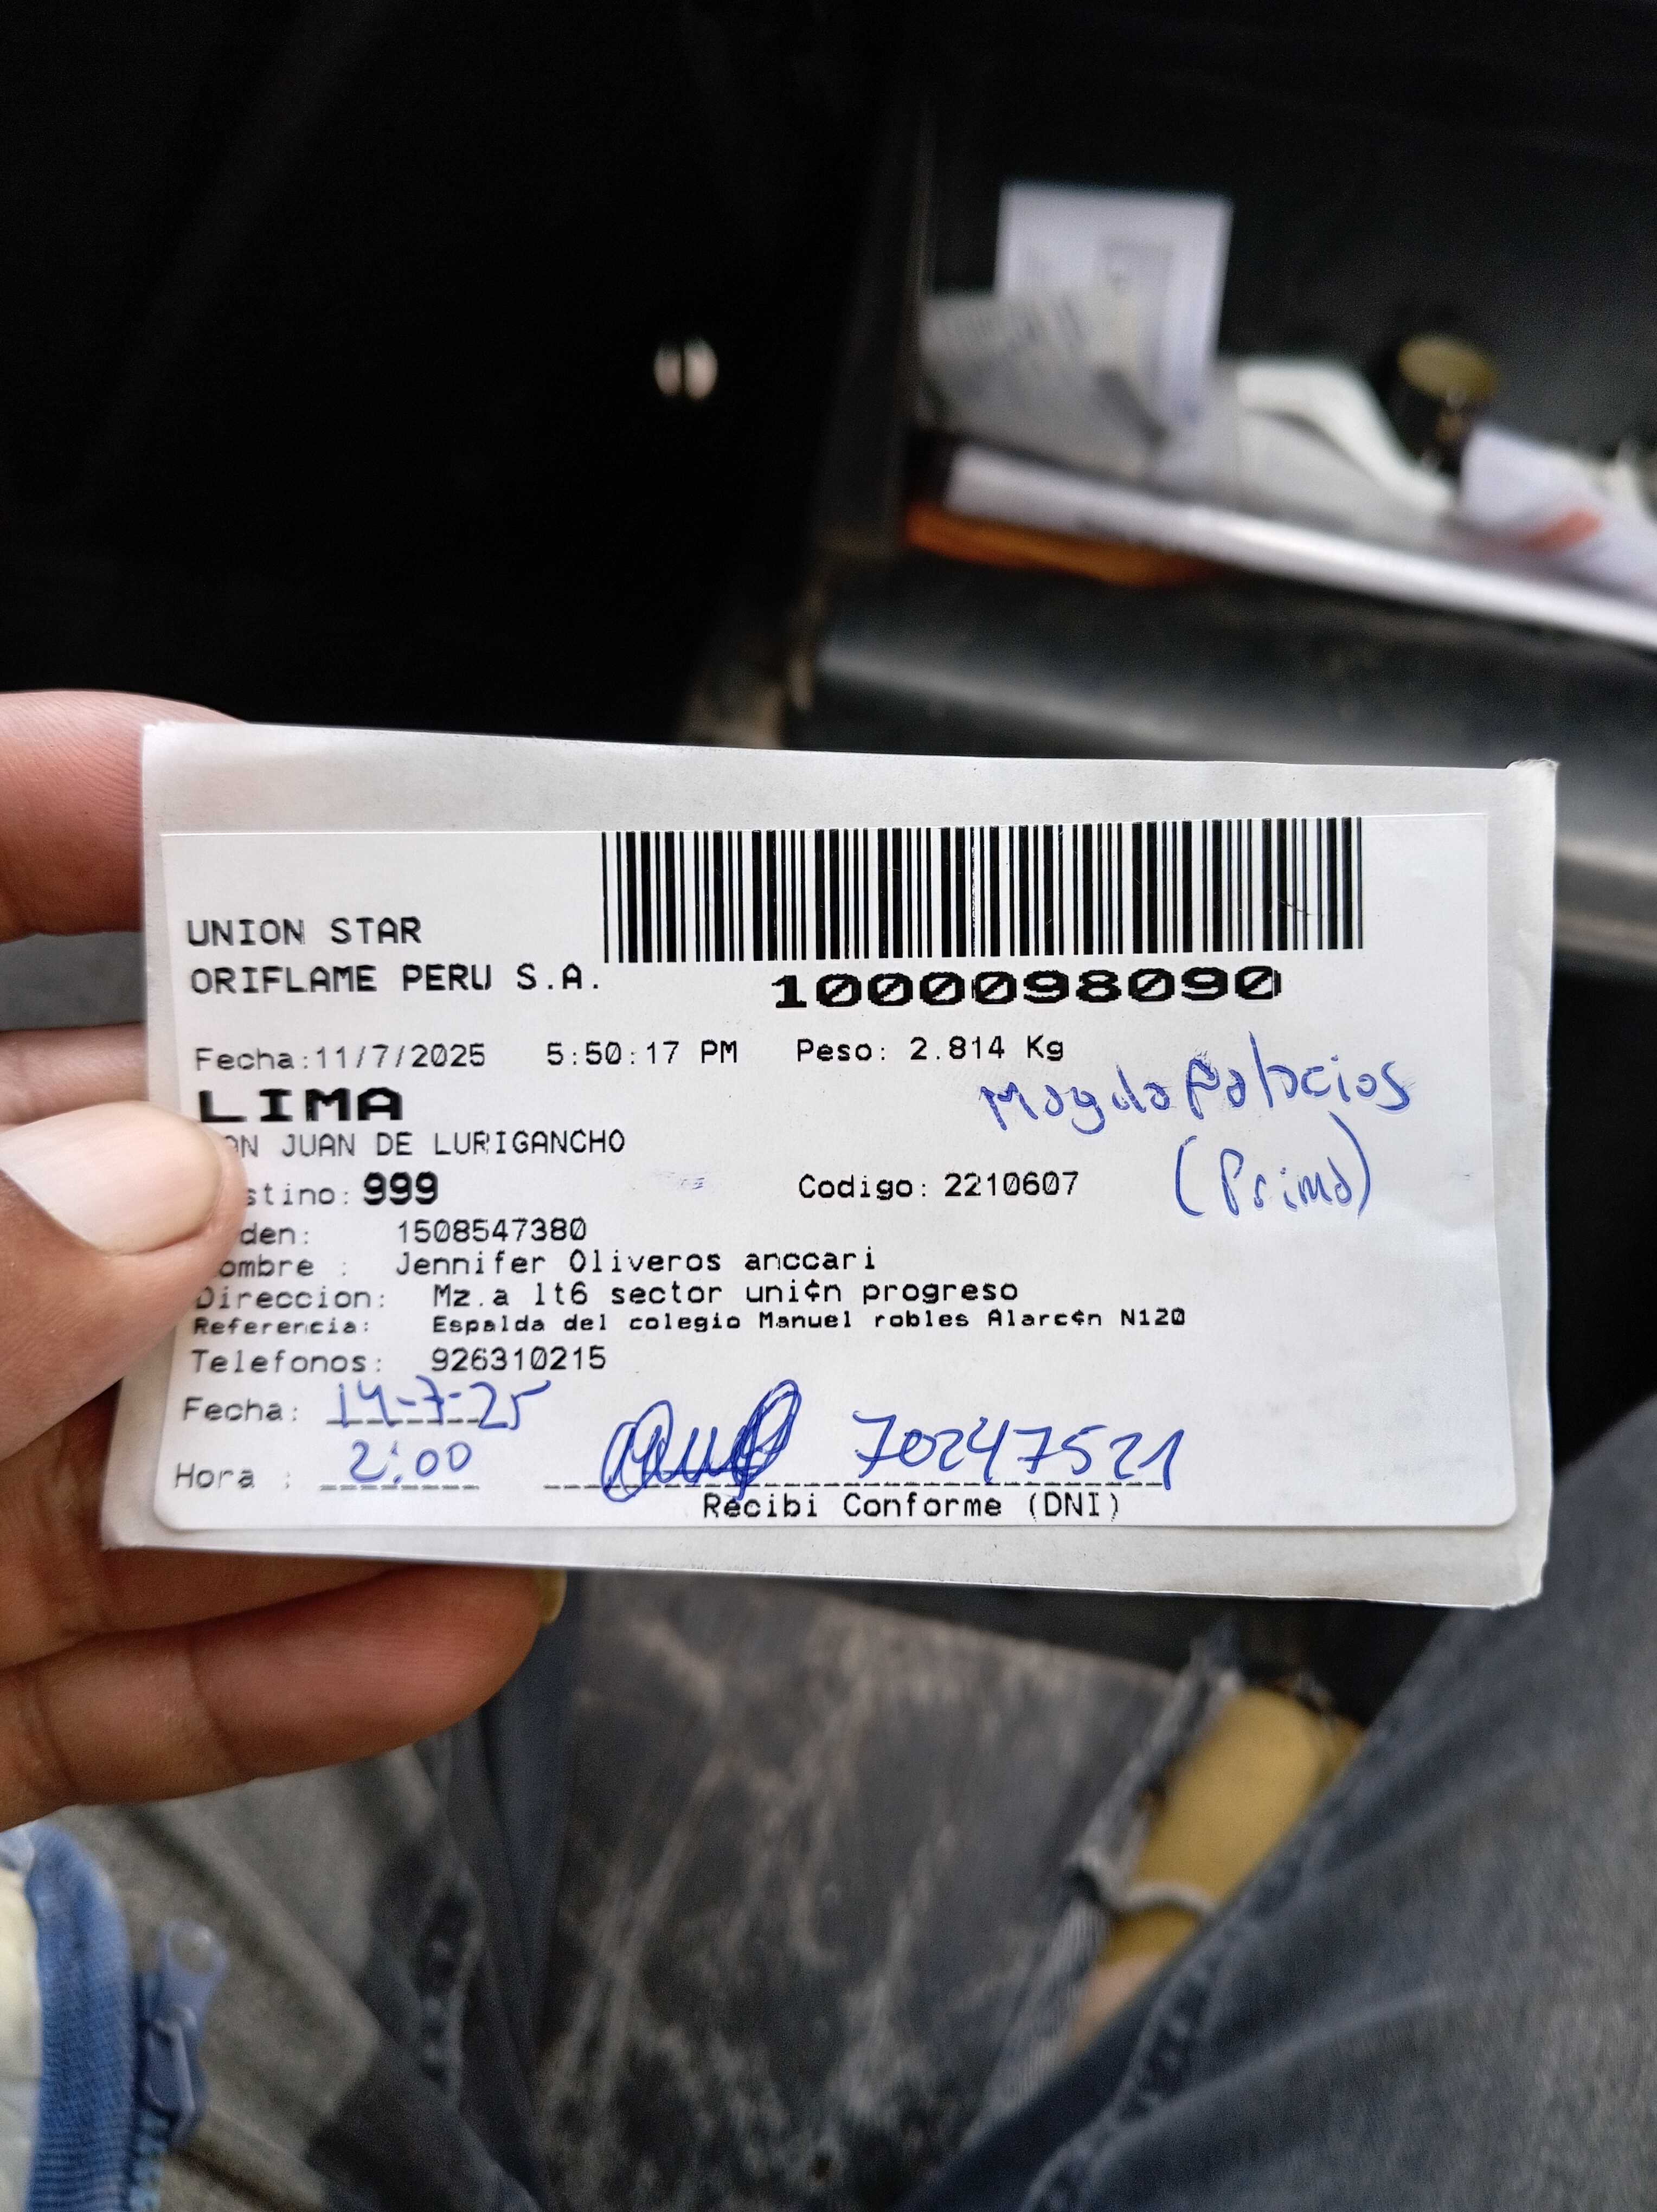 UNION STAR
ORIFLAME PERU S.A.
1000098090
Fecha:11/7/2025 5:50:17 PM Peso: 2.814 Kg
LIMA
AN JUAN DE LURIGANCHO
Magda Palacios
(Prima)
stino: 999 Codigo: 2210607
den: 1508547380
ombre : Jennifer Oliveros anccari
Direccion: Mz.a lt6 sector uni¢n progreso
Referencia: Espalda del colegio Manuel robles Alarc¢n N120
Telefonos: 926310215
Fecha: 14-7-25
Hora : 2:00 70247521
Recibi Conforme (DNI)